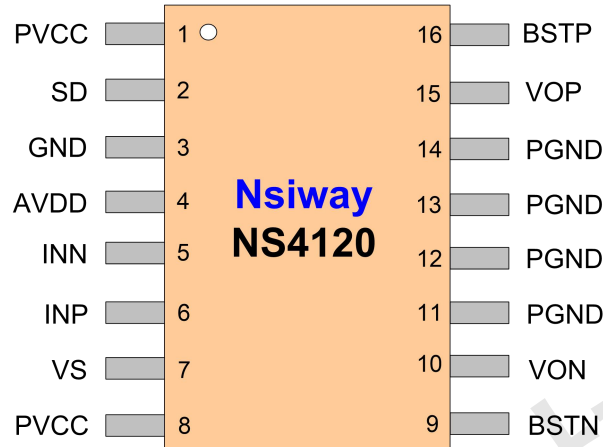 PVCC 1 16 BSTP
SD 2 15 VOP
GND 3 14 PGND
AVDD 4 Nsiway 13 PGND
INN 5 NS4120 12 PGND
INP 6 11 PGND
VS 7 10 VON
PVCC 8 9 BSTN